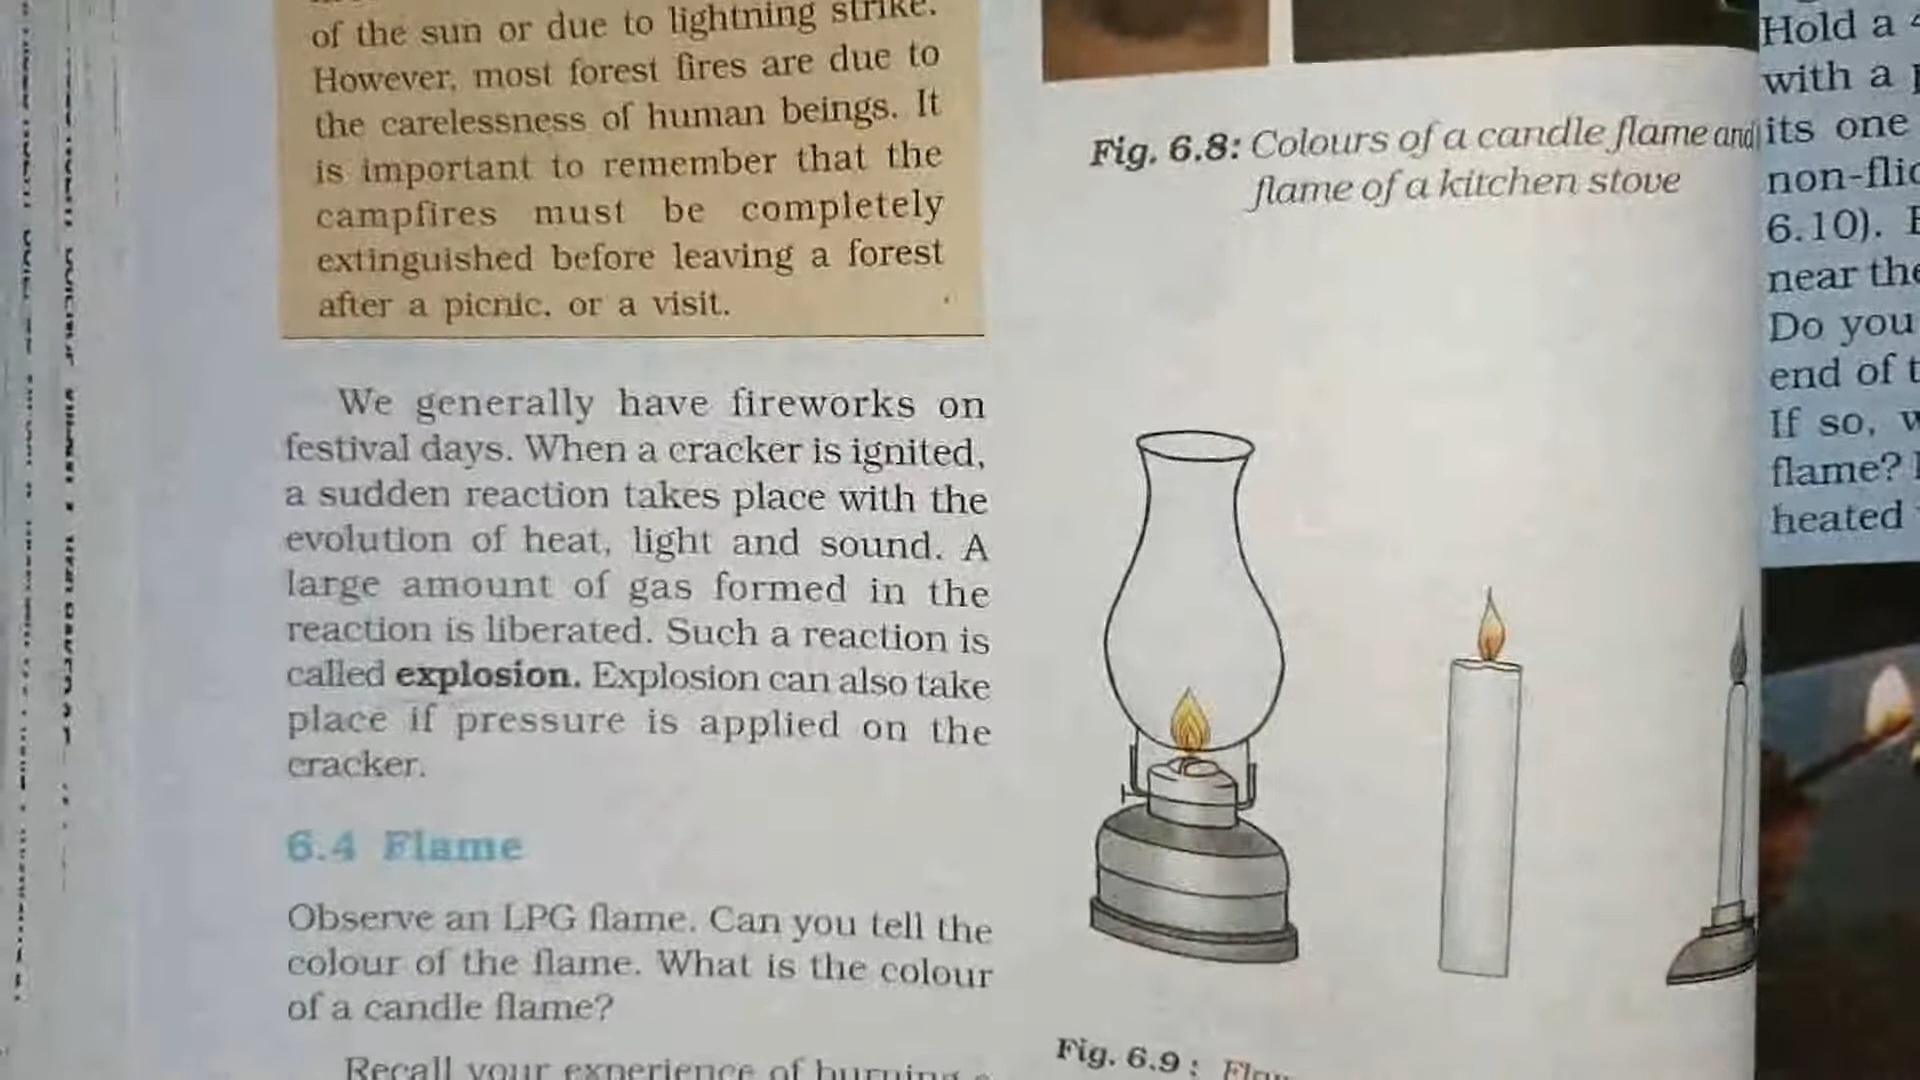 of the sun or due to lightning strike.
However, most forest fires are due to
the carelessness of human beings. It
is important to remember that the
campfires must be completely
extinguished before leaving a forest
after a picnic, or a visit.
We generally have fireworks on
festival days. When a cracker is ignited,
a sudden reaction takes place with the
evolution of heat, light and sound. A
large amount of gas formed in the
reaction is liberated. Such a reaction is
called explosion. Explosion can also take
place if pressure is applied on the
cracker.
6.4 Flame
Observe an LPG flame. Can you tell the
colour of the flame. What is the colour
of a candle flame?
Recall your experience of burning
Fig. 6.8: Colours of a candle flame and
flame of a kitchen stove
Fig. 6.9 :
Hold a
with a
its one
6.10).
near the
Do you
end of
If so,
flame?
heated